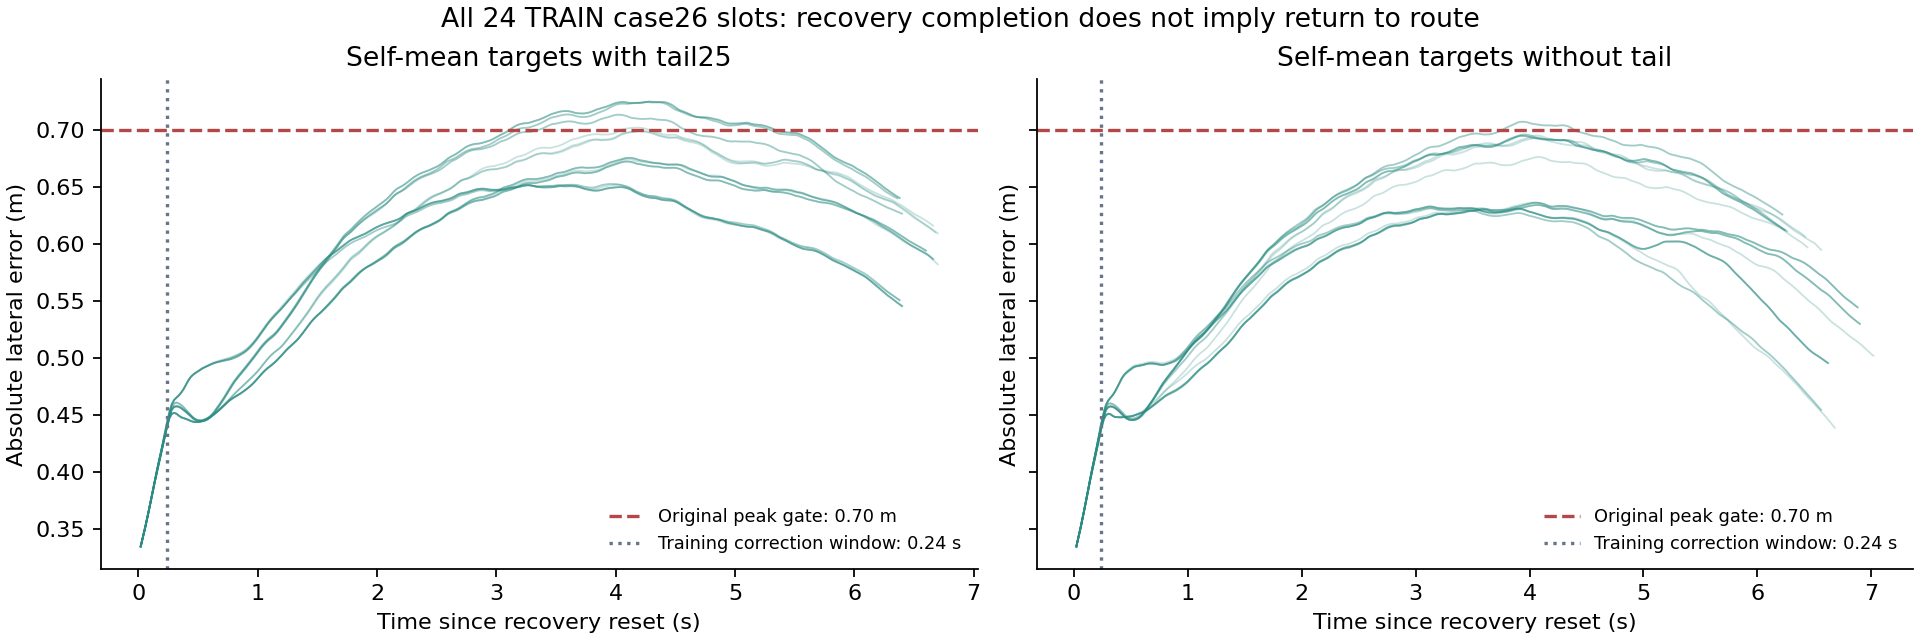 All 24 TRAIN case26 slots: recovery completion does not imply return to route
Self-mean targets with tail25
Absolute lateral error (m)
0.70
0.65
0.60
0.55
0.50
0.45
0.40
0.35
Original peak gate: 0.70 m
Training correction window: 0.24 s
0 1 2 3 4 5 6 7
Time since recovery reset (s)
Self-mean targets without tail
Absolute lateral error (m)
Original peak gate: 0.70 m
Training correction window: 0.24 s
0 1 2 3 4 5 6 7
Time since recovery reset (s)